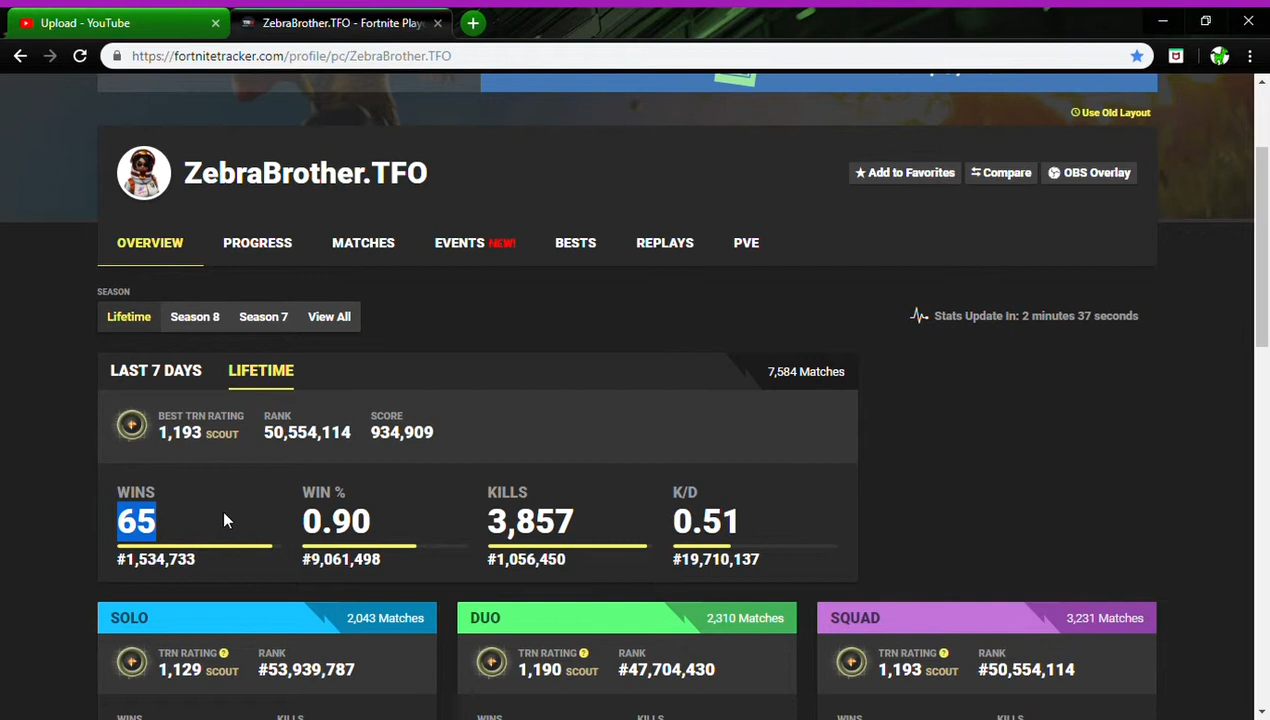 Upload - YouTube
ZebraBrother.TFO - Fortnite Play
https://fortnitetracker.com/profile/pc/ZebraBrother.TFO
Use Old Layout
ZebraBrother.TFO
Add to Favorites Compare OBS Overlay
OVERVIEW PROGRESS MATCHES EVENTS NEW! BESTS REPLAYS PVE
SEASON
Lifetime Season 8 Season 7 View All
Stats Update In: 2 minutes 37 seconds
LAST 7 DAYS LIFETIME 7,584 Matches
BEST TRN RATING RANK SCORE
1,193 SCOUT 50,554,114 934,909
WINS WIN % KILLS K/D
65 0.90 3,857 0.51
#1,534,733 #9,061,498 #1,056,450 #19,710,137
SOLO 2,043 Matches DUO 2,310 Matches SQUAD 3,231 Matches
TRN RATING ? RANK TRN RATING ? RANK TRN RATING ? RANK
1,129 SCOUT #53,939,787 1,190 SCOUT #47,704,430 1,193 SCOUT #50,554,114
WINS KILLS WINS KILLS WINS KILLS